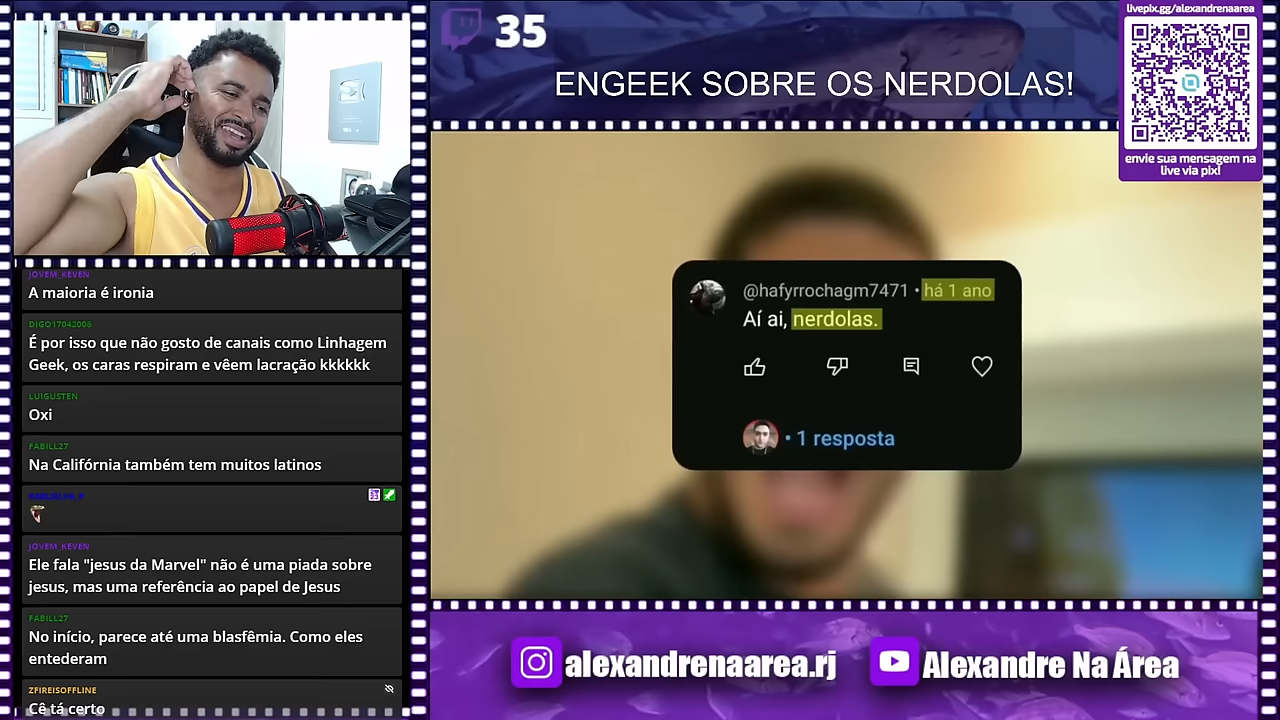 35
ENGEEK SOBRE OS NERDOLAS!
livepix.gg/alexandrenaarea
envie sua mensagem na
live via pix!
JOVEM_KEVEN
A maioria é ironia
DIGO17042006
É por isso que não gosto de canais como Linhagem
Geek, os caras respiram e vêem lacração kkkkkk
LUIGUSTEN
Oxi
FABILL27
Na Califórnia também tem muitos latinos
JOVEM_KEVEN
Ele fala "jesus da Marvel" não é uma piada sobre
jesus, mas uma referência ao papel de Jesus
FABILL27
No início, parece até uma blasfêmia. Como eles
entederam
ZFIREISOFFLINE
Cê tá certo
@hafyrrochagm7471 • há 1 ano
Aí ai, nerdolas.
• 1 resposta
alexandrenaarea.rj
Alexandre Na Área